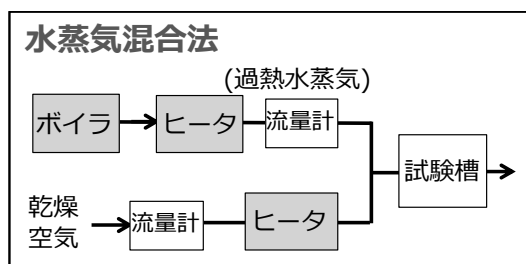 水蒸気混合法
(過熱水蒸気)
ボイラ
ヒータ
流量計
試験槽
乾燥
空気
流量計
ヒータ